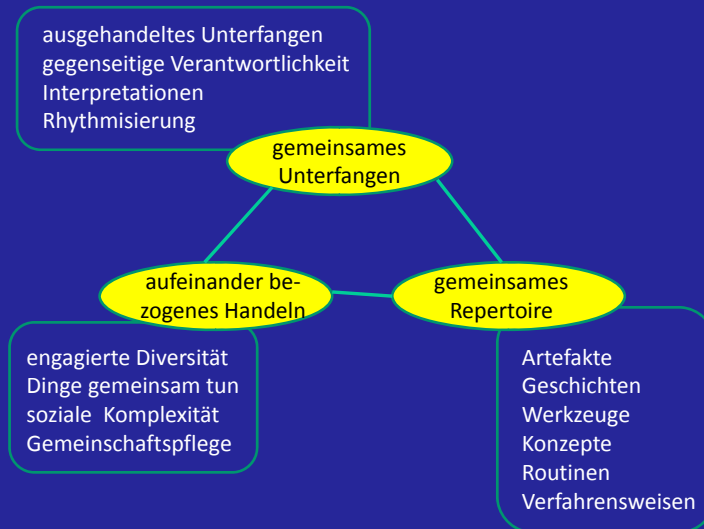 ausgehandeltes Unterfangen
gegenseitige Verantwortlichkeit
Interpretationen
Rhythmisierung
gemeinsames
Unterfangen
aufeinander be-
zogenes Handeln
gemeinsames
Repertoire
engagierte Diversität
Dinge gemeinsam tun
soziale Komplexität
Gemeinschaftspflege
Artefakte
Geschichten
Werkzeuge
Konzepte
Routinen
Verfahrensweisen